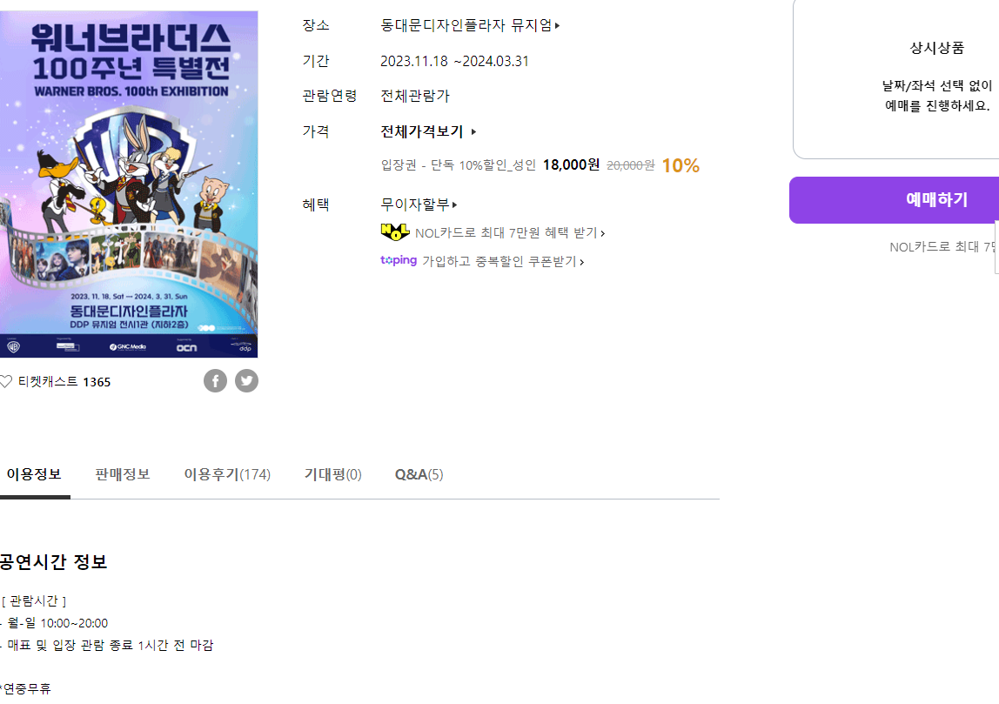 워너브라더스
100주년 특별전
WARNER BROS. 100th EXHIBITION
2023. 11. 18. Sat — 2024. 3. 31. Sun
동대문디자인플라자
DDP 뮤지엄 전시1관 (지하2층)
GNC Media
ocn
ddp
티켓캐스트 1365
장소 동대문디자인플라자 뮤지엄
기간 2023.11.18 ~2024.03.31
관람연령 전체관람가
가격 전체가격보기
입장권 - 단독 10%할인_성인 18,000원 20,000원 10%
혜택 무이자할부
NOL NOL카드로 최대 7만원 혜택 받기
toping 가입하고 중복할인 쿠폰받기
상시상품
날짜/좌석 선택 없이
예매를 진행하세요.
예매하기
NOL카드로 최대 7만
이용정보 판매정보 이용후기(174) 기대평(0) Q&A(5)
공연시간 정보
[ 관람시간 ]
- 월-일 10:00~20:00
- 매표 및 입장 관람 종료 1시간 전 마감
*연중무휴